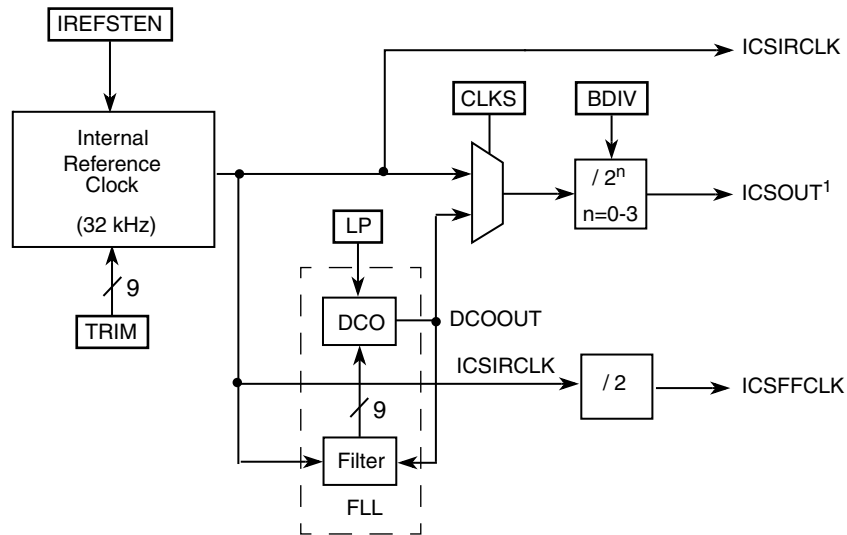 IREFSTEN
ICSIRCLK
CLKS
BDIV
Internal
Reference
Clock
(32 kHz)
/ 2ⁿ
n=0-3
ICSOUT¹
LP
9
TRIM
DCO
DCOOUT
ICSIRCLK
/ 2
ICSFFCLK
9
Filter
FLL